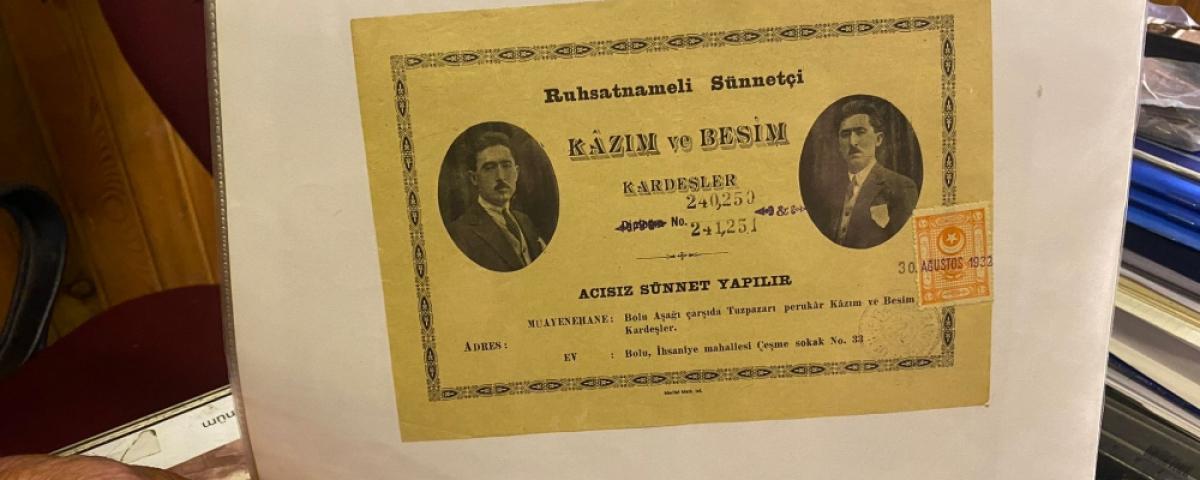 Ruhsatnameli Sünnetçi
KÂZIM ve BESİM
KARDEŞLER
240,250
No. 241,251
ACISIZ SÜNNET YAPILIR
ADRES :
MUAYENEHANE : Bolu Aşağı çarşıda Tuzpazarı perukâr Kâzım ve Besim
Kardeşler.
EV : Bolu, İhsaniye mahallesi Çeşme sokak No. 33
30 AĞUSTOS 1932